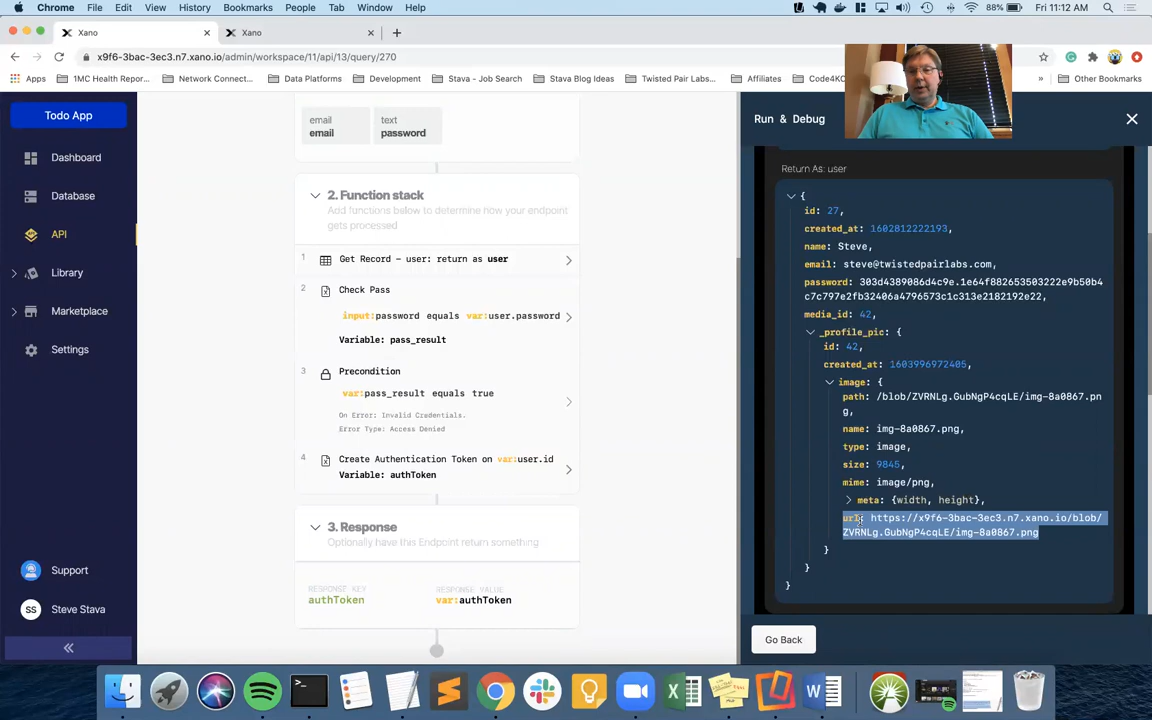 Chrome File Edit View History Bookmarks People Tab Window Help
88% Fri 11:12 AM
Xano
Xano
x9f6-3bac-3ec3.n7.xano.io/admin/workspace/11/api/13/query/270
Apps 1MC Health Repor... Network Connect... Data Platforms Development Stava - Job Search Stava Blog Ideas Twisted Pair Labs... Affiliates Code4KC » Other Bookmarks
Todo App
Dashboard
Database
API
Library
Marketplace
Settings
Support
SS Steve Stava
email
email
text
password
2. Function stack
Add functions below to determine how your endpoint
gets processed
1 Get Record – user: return as user
2 Check Pass
input:password equals var:user.password
Variable: pass_result
3 Precondition
var:pass_result equals true
On Error: Invalid Credentials.
Error Type: Access Denied
4 Create Authentication Token on var:user.id
Variable: authToken
3. Response
Optionally have this Endpoint return something
RESPONSE KEY RESPONSE VALUE
authToken var:authToken
Run & Debug
Return As: user
{
id: 27,
created_at: 1602812222193,
name: Steve,
email: steve@twistedpairlabs.com,
password: 303d4389086d4c9e.1e64f882653503222e9b50b4
c7c797e2fb32406a4796573c1c313e2182192e22,
media_id: 42,
_profile_pic: {
id: 42,
created_at: 1603996972405,
image: {
path: /blob/ZVRNLg.GubNgP4cqLE/img-8a0867.pn
g,
name: img-8a0867.png,
type: image,
size: 9845,
mime: image/png,
meta: {width, height},
url: https://x9f6-3bac-3ec3.n7.xano.io/blob/
ZVRNLg.GubNgP4cqLE/img-8a0867.png
}
}
}
Go Back